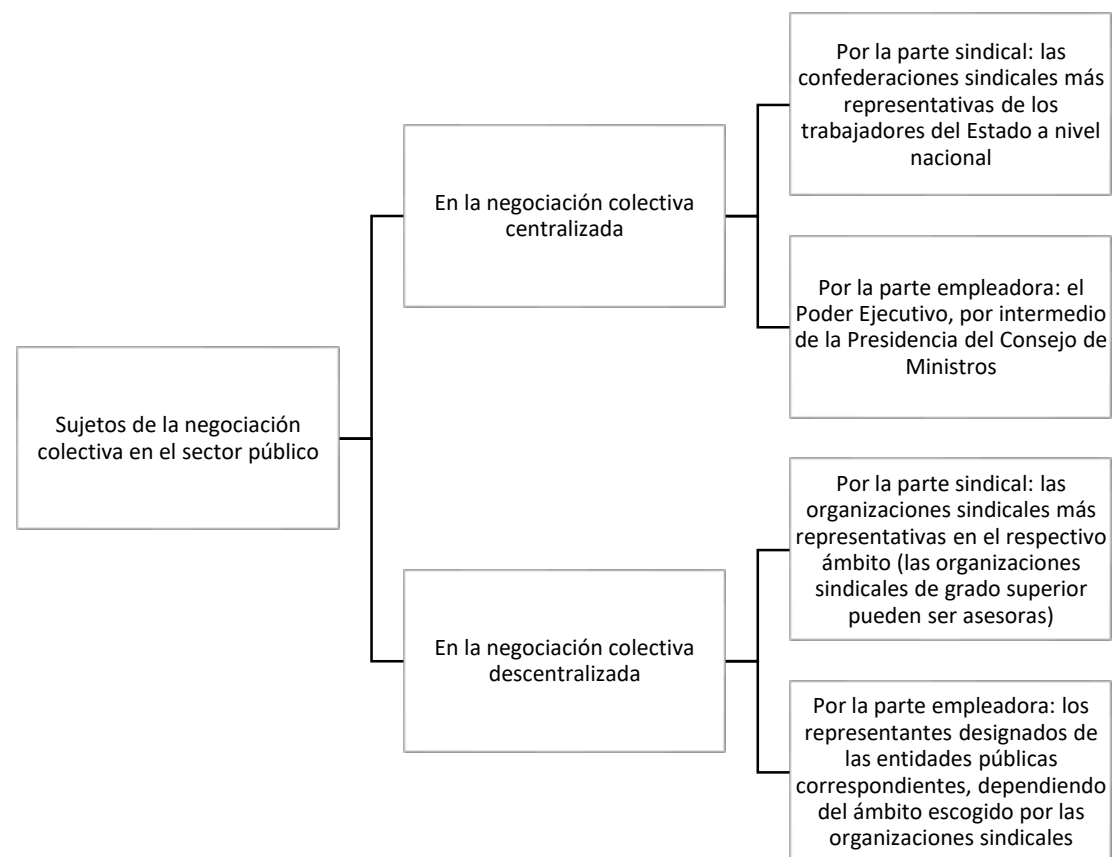 Sujetos de la negociación
colectiva en el sector público
En la negociación colectiva
centralizada
Por la parte sindical: las
confederaciones sindicales más
representativas de los
trabajadores del Estado a nivel
nacional
Por la parte empleadora: el
Poder Ejecutivo, por intermedio
de la Presidencia del Consejo de
Ministros
En la negociación colectiva
descentralizada
Por la parte sindical: las
organizaciones sindicales más
representativas en el respectivo
ámbito (las organizaciones
sindicales de grado superior
pueden ser asesoras)
Por la parte empleadora: los
representantes designados de
las entidades públicas
correspondientes, dependiendo
del ámbito escogido por las
organizaciones sindicales